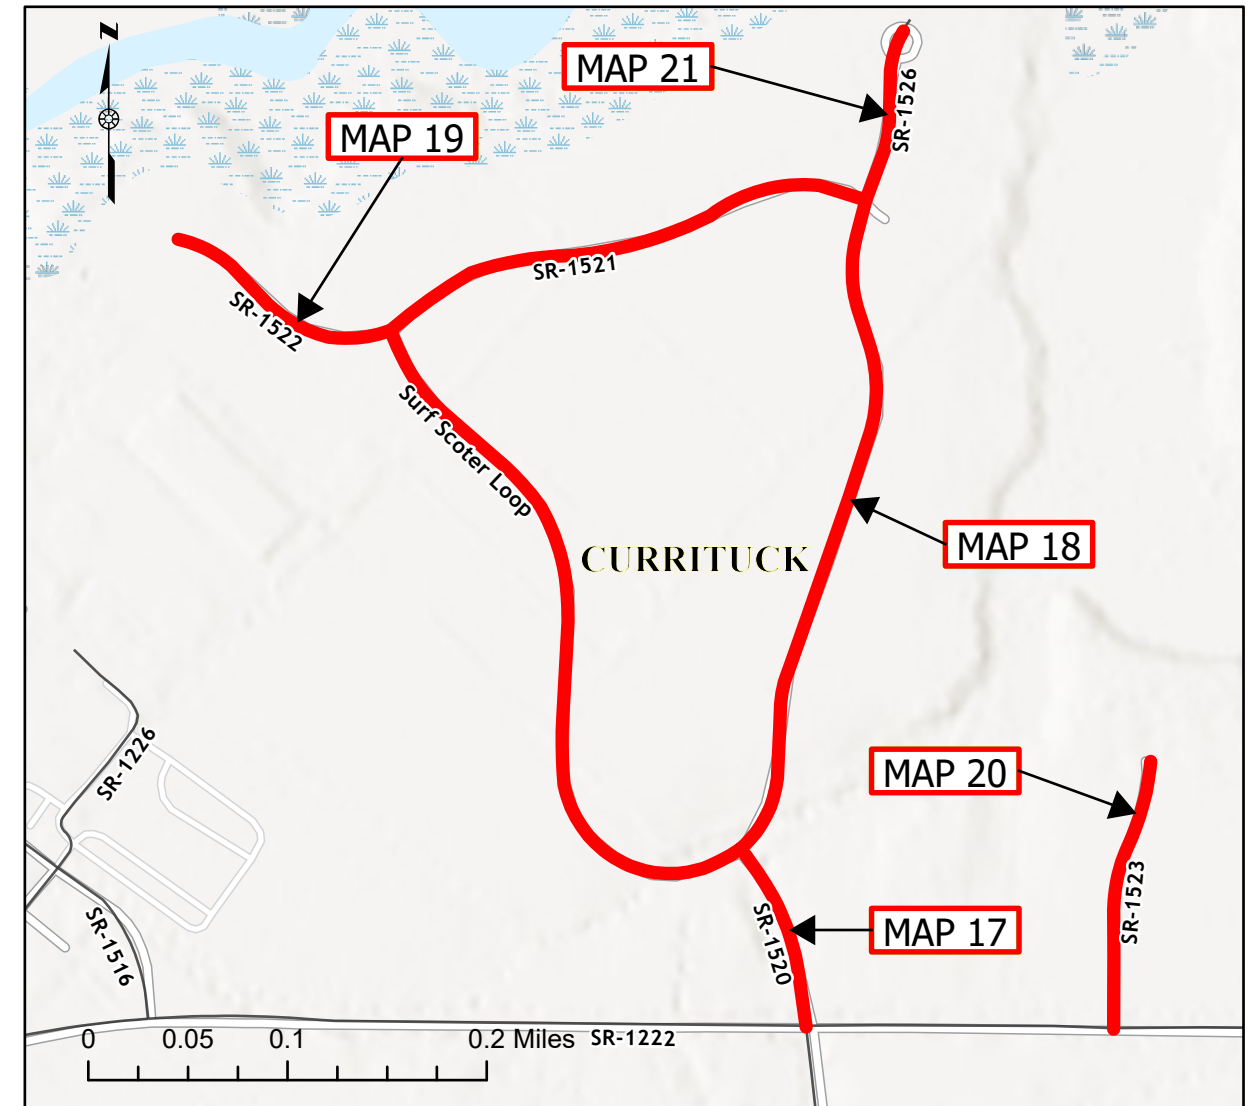 N
MAP 21
SR-1526
MAP 19
SR-1521
SR-1522
Surf Scoter Loop
MAP 18
CURRITUCK
SR-1226
MAP 20
SR-1523
MAP 17
SR-1516
SR-1520
0 0.05 0.1 0.2 Miles
SR-1222